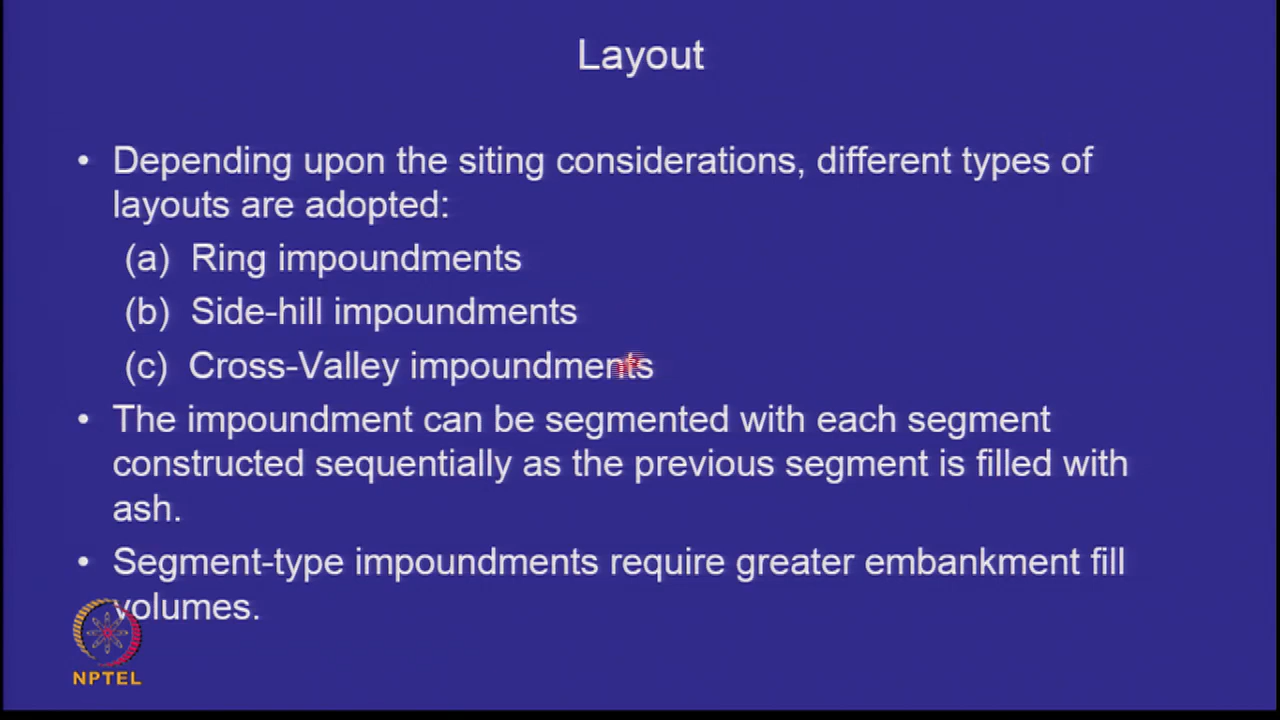 Layout
• Depending upon the siting considerations, different types of
layouts are adopted:
(a) Ring impoundments
(b) Side-hill impoundments
(c) Cross-Valley impoundments
• The impoundment can be segmented with each segment
constructed sequentially as the previous segment is filled with
ash.
• Segment-type impoundments require greater embankment fill
volumes.
NPTEL